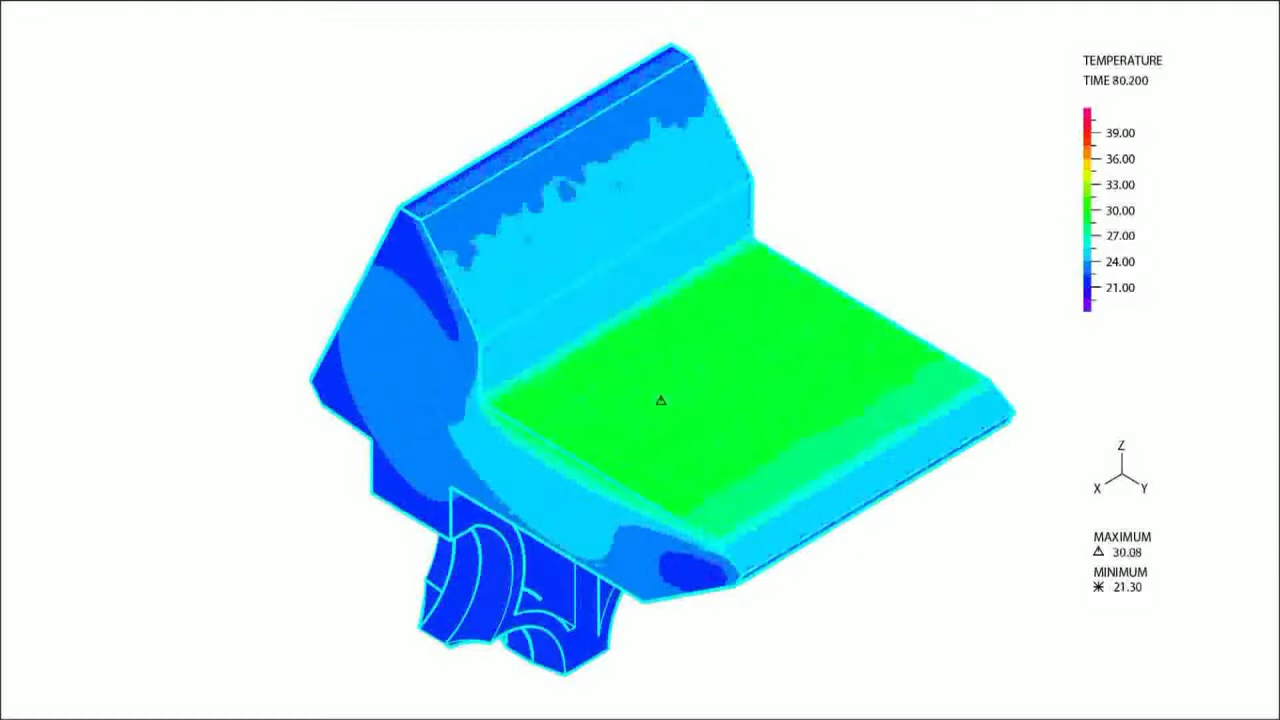 TEMPERATURE
TIME 80.200
39.00
36.00
33.00
30.00
27.00
24.00
21.00
Z
X Y
MAXIMUM
30.08
MINIMUM
21.30